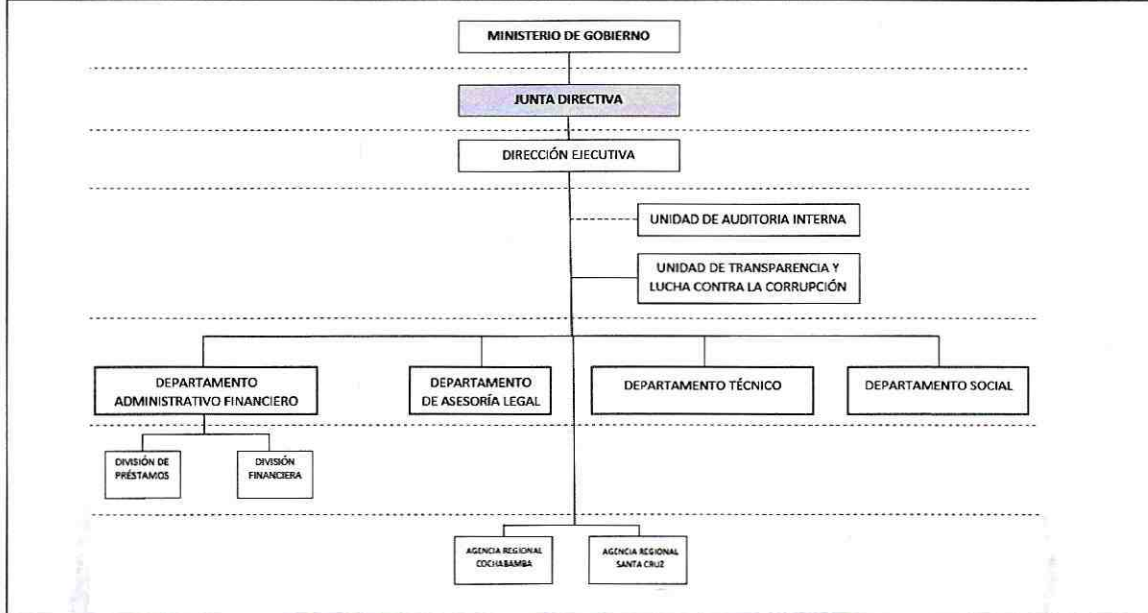 MINISTERIO DE GOBIERNO
JUNTA DIRECTIVA
DIRECCIÓN EJECUTIVA
UNIDAD DE AUDITORIA INTERNA
UNIDAD DE TRANSPARENCIA Y
LUCHA CONTRA LA CORRUPCIÓN
DEPARTAMENTO
ADMINISTRATIVO FINANCIERO
DEPARTAMENTO
DE ASESORÍA LEGAL
DEPARTAMENTO TÉCNICO
DEPARTAMENTO SOCIAL
DIVISIÓN DE
PRÉSTAMOS
DIVISIÓN
FINANCIERA
AGENCIA REGIONAL
COCHABAMBA
AGENCIA REGIONAL
SANTA CRUZ